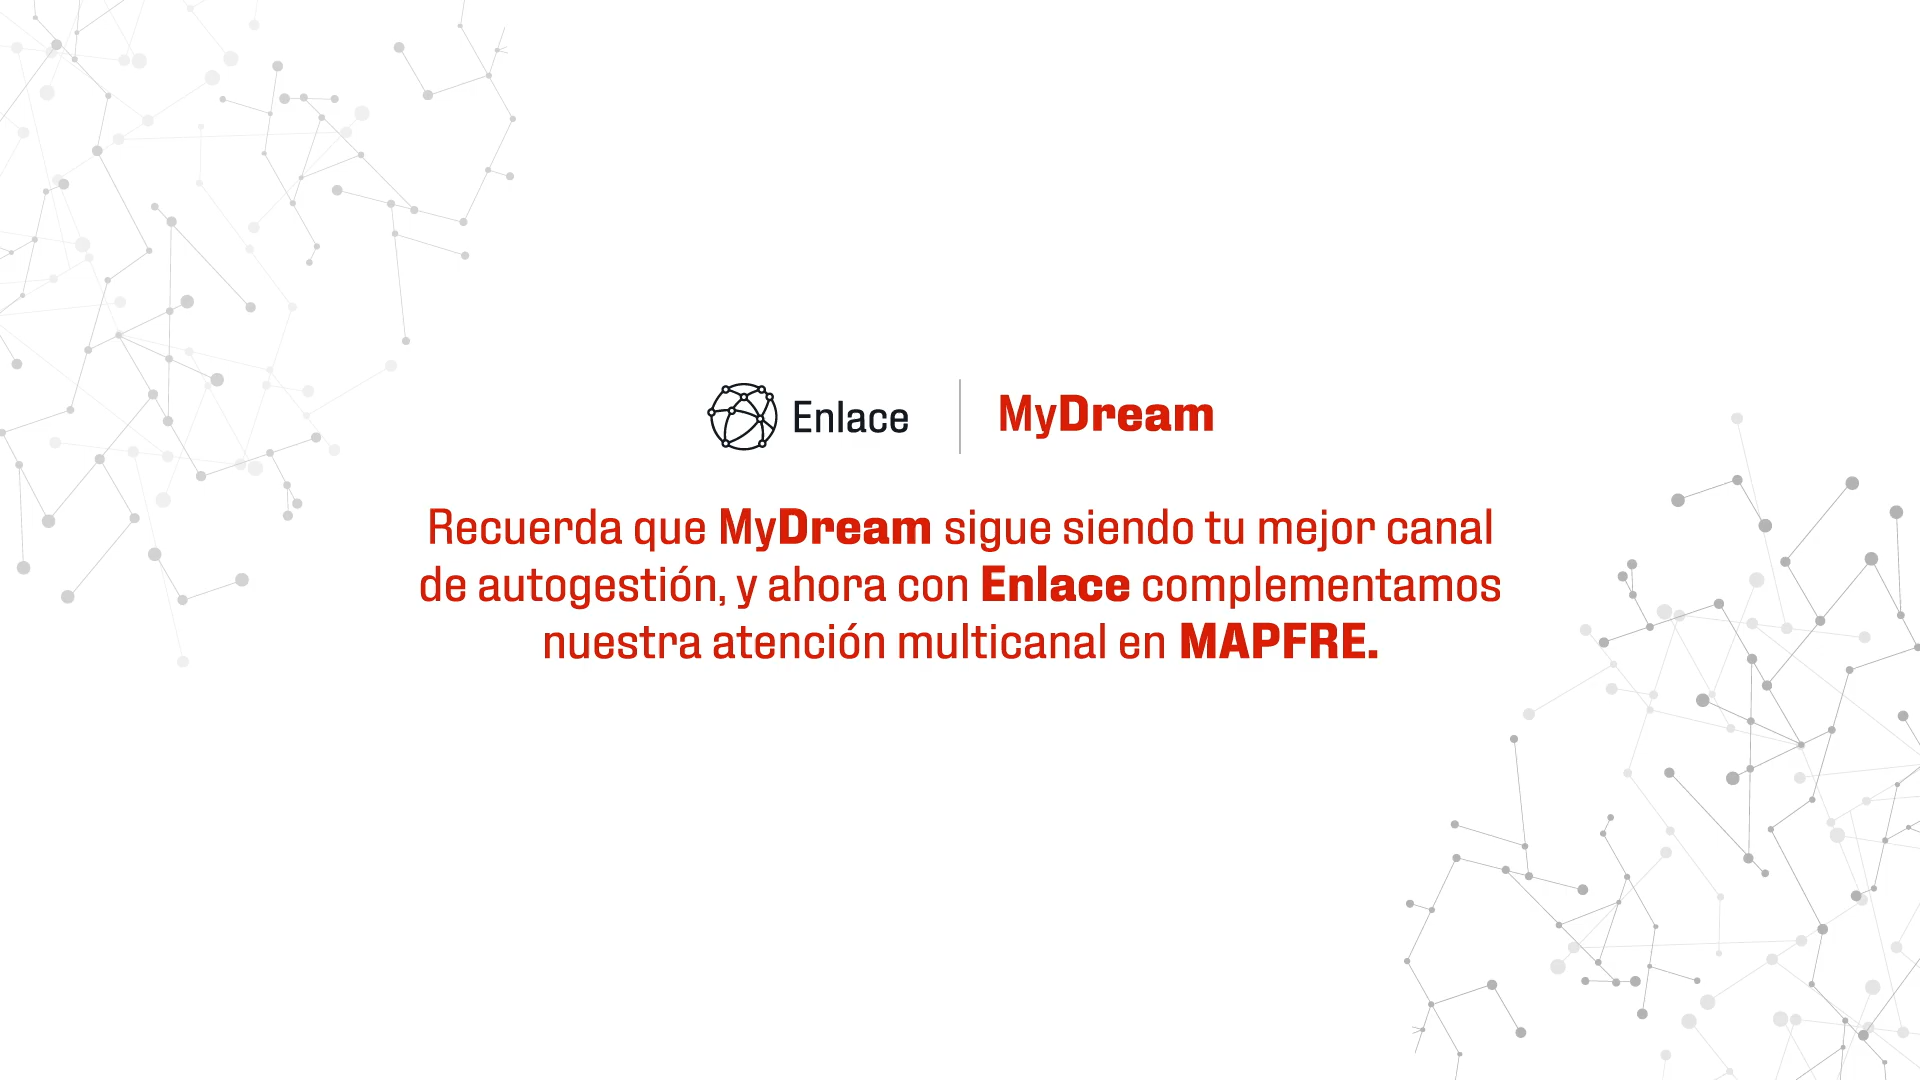 Enlace
MyDream
Recuerda que MyDream sigue siendo tu mejor canal
de autogestión, y ahora con Enlace complementamos
nuestra atención multicanal en MAPFRE.